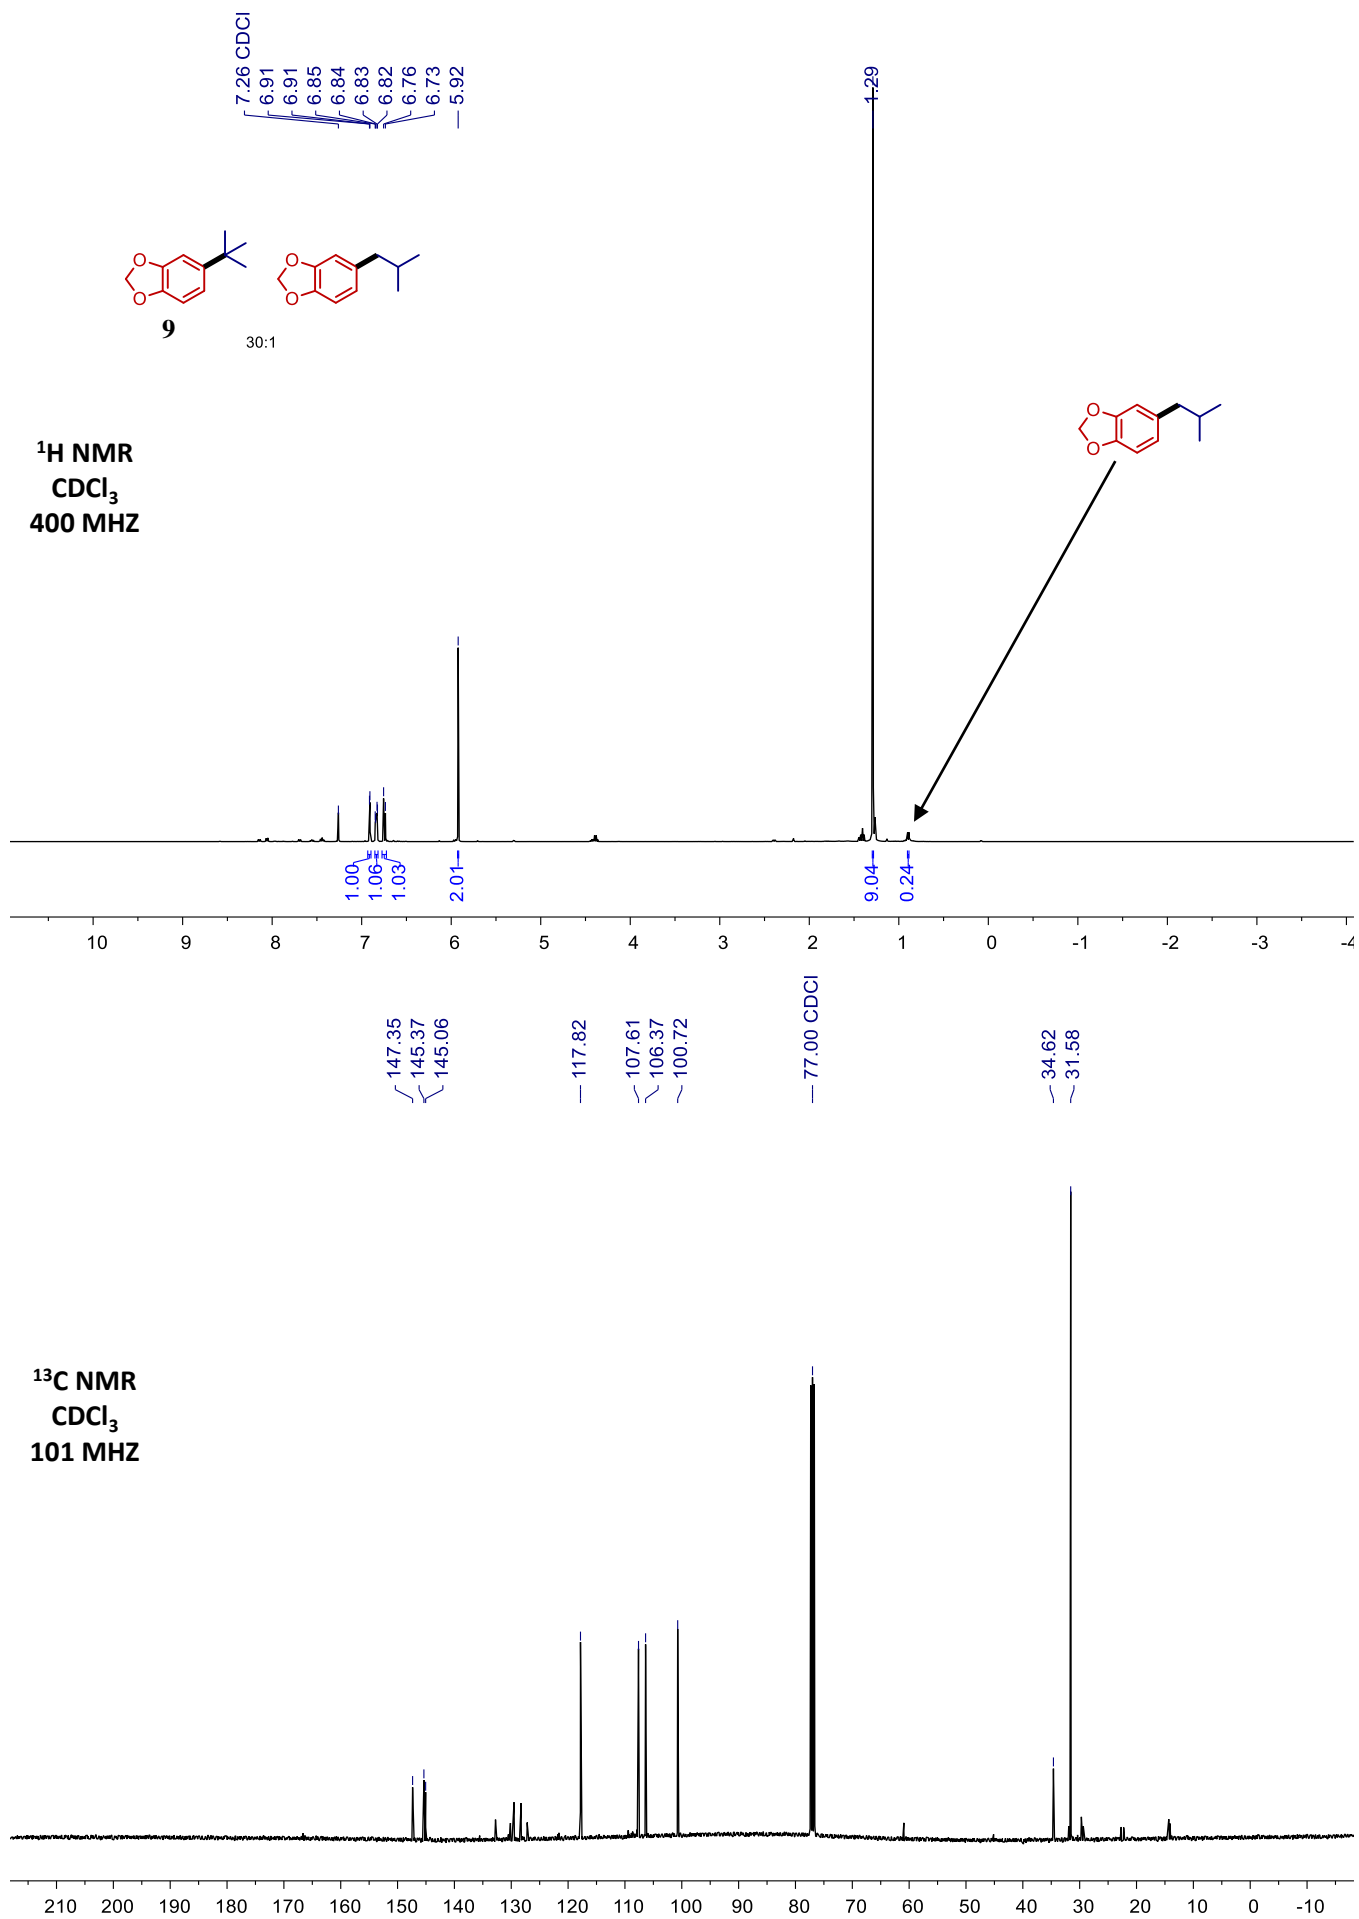 7.26 CDCl
6.91
6.91
6.85
6.84
6.83
6.82
6.76
6.73
5.92
1.29
O
O
9
30:1
O
O
O
O
¹H NMR
CDCl₃
400 MHZ
1.00
1.06
1.03
2.01
9.04
0.24
10 9 8 7 6 5 4 3 2 1 0 -1 -2 -3 -4
147.35
145.37
145.06
117.82
107.61
106.37
100.72
77.00 CDCl
34.62
31.58
¹³C NMR
CDCl₃
101 MHZ
210 200 190 180 170 160 150 140 130 120 110 100 90 80 70 60 50 40 30 20 10 0 -10